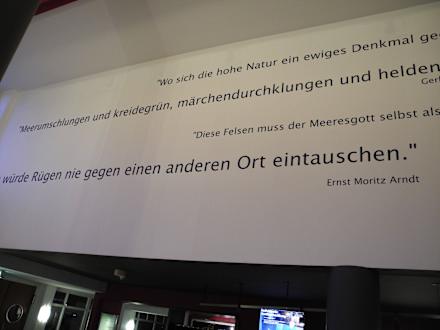 "Wo sich die hohe Natur ein ewiges Denkmal ge
"Meerumschlungen und kreidegrün, märchendurchklungen und helden
Ger
"Diese Felsen muss der Meeresgott selbst als
würde Rügen nie gegen einen anderen Ort eintauschen."
Ernst Moritz Arndt